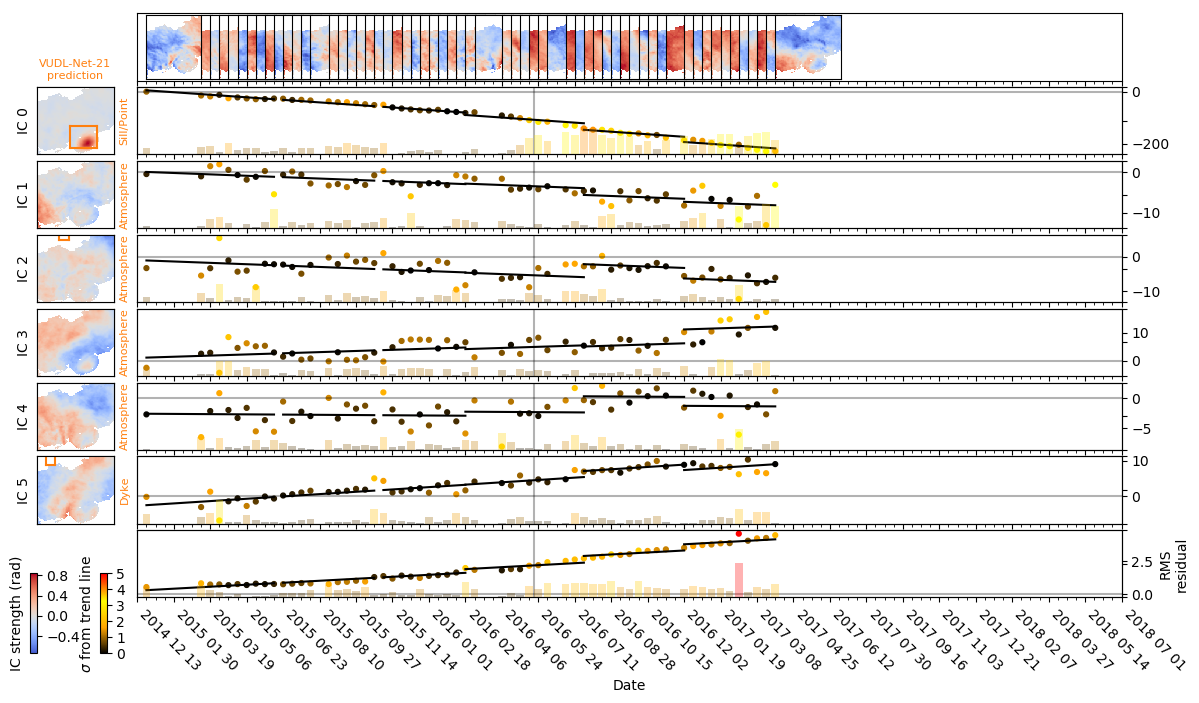 VUDL-Net-21
prediction
IC 0
Sill/Point
0
−200
IC 1
Atmosphere
0
−10
IC 2
Atmosphere
0
−10
IC 3
Atmosphere
10
0
IC 4
Atmosphere
0
−5
IC 5
Dyke
10
0
IC strength (rad)
0.8
0.4
0.0
−0.4
σ from trend line
5
4
3
2
1
0
2.5
0.0
RMS
residual
2014 12 13
2015 01 30
2015 03 19
2015 05 06
2015 06 23
2015 08 10
2015 09 27
2015 11 14
2016 01 01
2016 02 18
2016 04 06
2016 05 24
2016 07 11
2016 08 28
2016 10 15
2016 12 02
2017 01 19
2017 03 08
2017 04 25
2017 06 12
2017 07 30
2017 09 16
2017 11 03
2017 12 21
2018 02 07
2018 03 27
2018 05 14
2018 07 01
Date